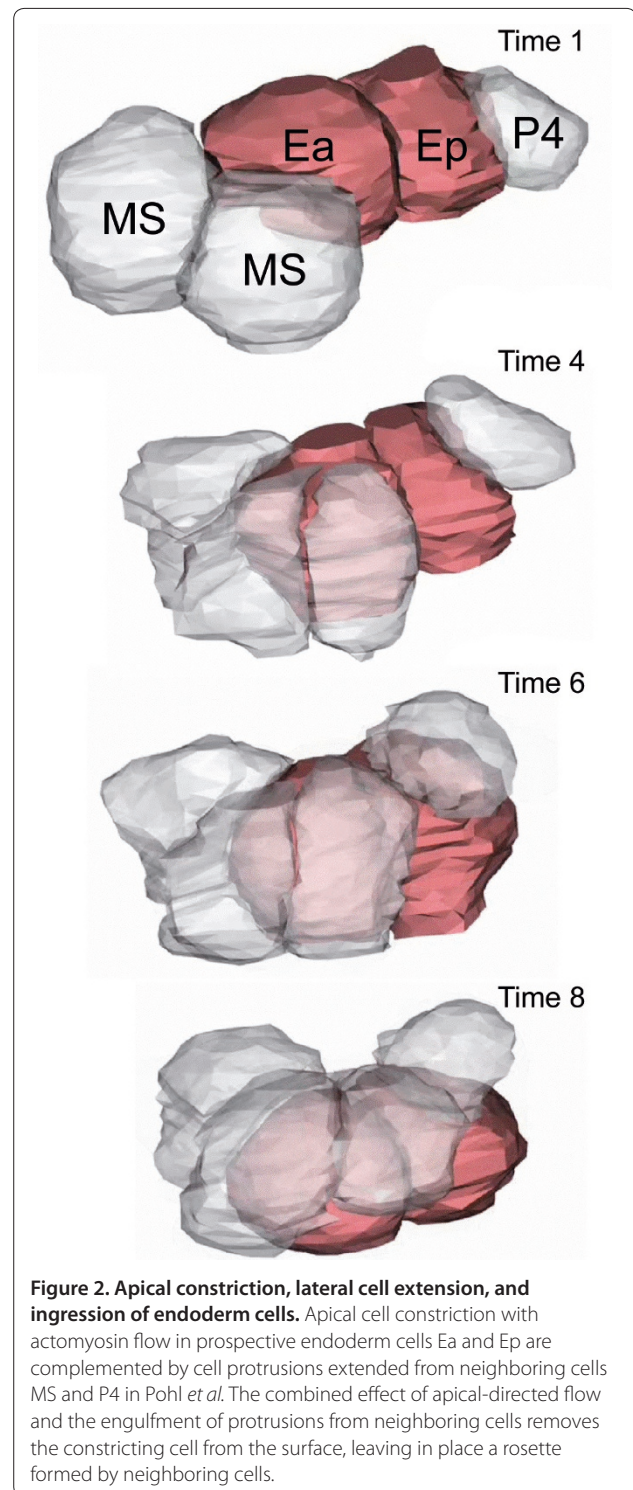 Time 1
Ea
Ep
P4
MS
MS
Time 4
Time 6
Time 8
Figure 2. Apical constriction, lateral cell extension, and
ingression of endoderm cells. Apical cell constriction with
actomyosin flow in prospective endoderm cells Ea and Ep are
complemented by cell protrusions extended from neighboring cells
MS and P4 in Pohl et al. The combined effect of apical-directed flow
and the engulfment of protrusions from neighboring cells removes
the constricting cell from the surface, leaving in place a rosette
formed by neighboring cells.